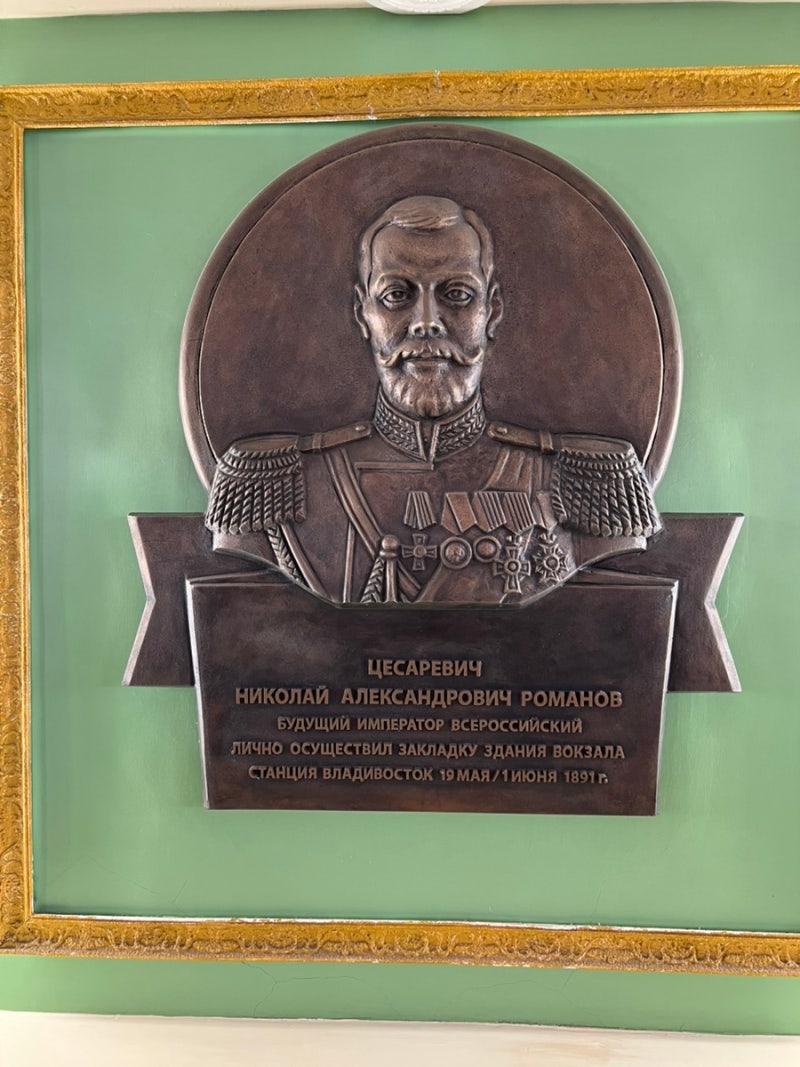 ЦЕСАРЕВИЧ
НИКОЛАЙ АЛЕКСАНДРОВИЧ РОМАНОВ
БУДУЩИЙ ИМПЕРАТОР ВСЕРОССИЙСКИЙ
ЛИЧНО ОСУЩЕСТВИЛ ЗАКЛАДКУ ЗДАНИЯ ВОКЗАЛА
СТАНЦИЯ ВЛАДИВОСТОК 19 МАЯ/1 ИЮНЯ 1891 г.